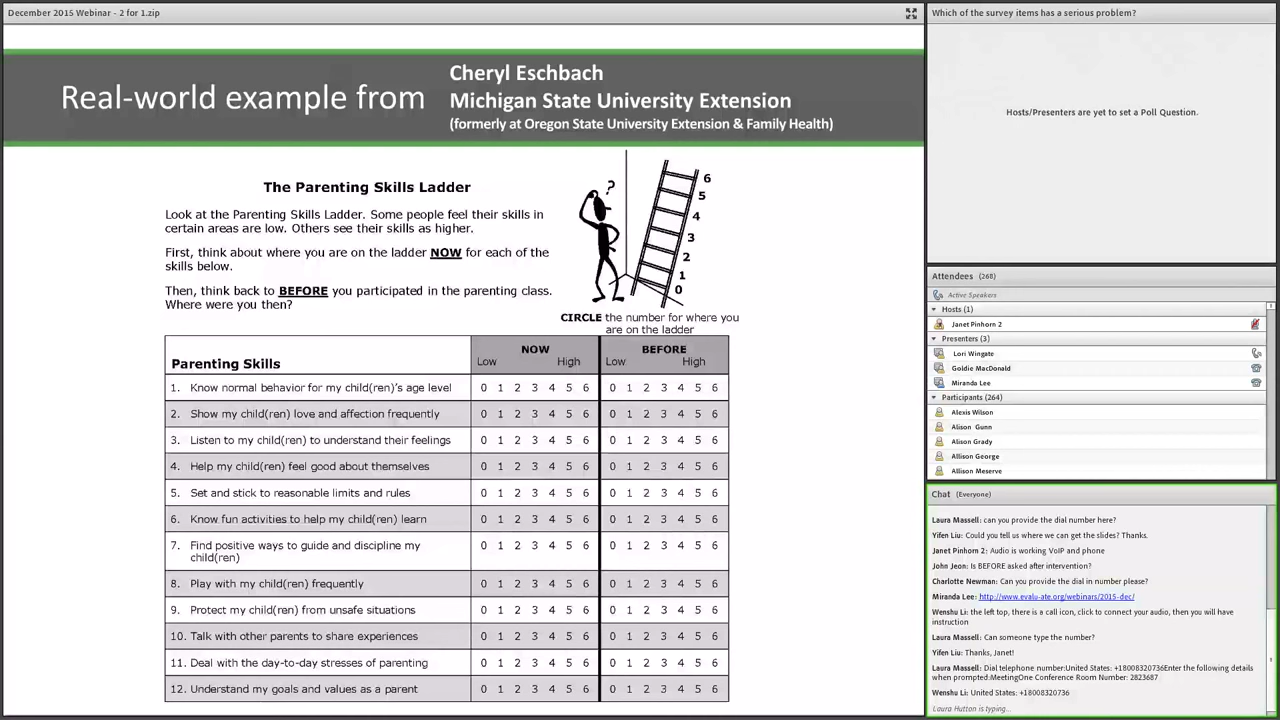 December 2015 Webinar - 2 for 1.zip
Real-world example from
Cheryl Eschbach
Michigan State University Extension
(formerly at Oregon State University Extension & Family Health)
The Parenting Skills Ladder
Look at the Parenting Skills Ladder. Some people feel their skills in
certain areas are low. Others see their skills as higher.
First, think about where you are on the ladder NOW for each of the
skills below.
Then, think back to BEFORE you participated in the parenting class.
Where were you then?
?
6
5
4
3
2
1
0
CIRCLE the number for where you
are on the ladder
Parenting Skills
NOW
Low High
BEFORE
Low High
1. Know normal behavior for my child(ren)'s age level 0 1 2 3 4 5 6 0 1 2 3 4 5 6
2. Show my child(ren) love and affection frequently 0 1 2 3 4 5 6 0 1 2 3 4 5 6
3. Listen to my child(ren) to understand their feelings 0 1 2 3 4 5 6 0 1 2 3 4 5 6
4. Help my child(ren) feel good about themselves 0 1 2 3 4 5 6 0 1 2 3 4 5 6
5. Set and stick to reasonable limits and rules 0 1 2 3 4 5 6 0 1 2 3 4 5 6
6. Know fun activities to help my child(ren) learn 0 1 2 3 4 5 6 0 1 2 3 4 5 6
7. Find positive ways to guide and discipline my 0 1 2 3 4 5 6 0 1 2 3 4 5 6
child(ren)
8. Play with my child(ren) frequently 0 1 2 3 4 5 6 0 1 2 3 4 5 6
9. Protect my child(ren) from unsafe situations 0 1 2 3 4 5 6 0 1 2 3 4 5 6
10. Talk with other parents to share experiences 0 1 2 3 4 5 6 0 1 2 3 4 5 6
11. Deal with the day-to-day stresses of parenting 0 1 2 3 4 5 6 0 1 2 3 4 5 6
12. Understand my goals and values as a parent 0 1 2 3 4 5 6 0 1 2 3 4 5 6
Which of the survey items has a serious problem?
Hosts/Presenters are yet to set a Poll Question.
Attendees (268)
Active Speakers
Hosts (1)
Janet Pinhorn 2
Presenters (3)
Lori Wingate
Goldie MacDonald
Miranda Lee
Participants (264)
Alexis Wilson
Alison Gunn
Alison Grady
Allison George
Allison Meserve
Chat (Everyone)
Laura Massell: can you provide the dial number here?
Yifen Liu: Could you tell us where we can get the slides? Thanks.
Janet Pinhorn 2: Audio is working VoIP and phone
John Jeon: Is BEFORE asked after intervention?
Charlotte Newman: Can you provide the dial in number please?
Miranda Lee: http://www.evalu-ate.org/webinars/2015-dec/
Wenshu Li: the left top, there is a call icon, click to connect your audio, then you will have
instruction
Laura Massell: Can someone type the number?
Yifen Liu: Thanks, Janet!
Laura Massell: Dial telephone number:United States: +18008320736Enter the following details
when prompted:MeetingOne Conference Room Number: 2823687
Wenshu Li: United States: +18008320736
Laura Hutton is typing...